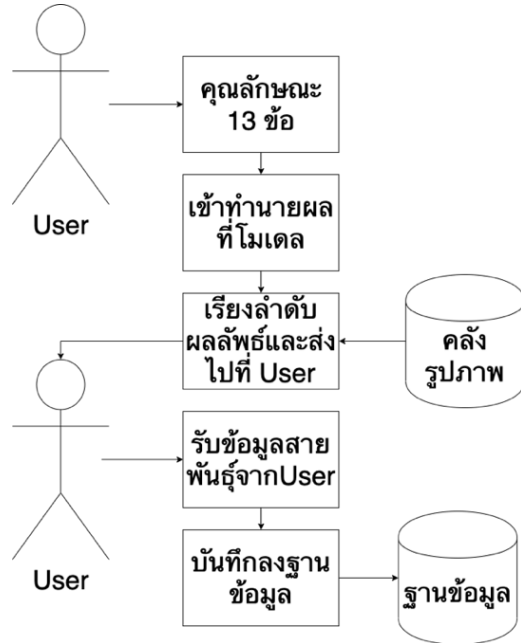 คุณลักษณะ
13 ข้อ
User
เข้าทำนายผล
ที่โมเดล
เรียงลำดับ
ผลลัพธ์และส่ง
ไปที่ User
คลัง
รูปภาพ
รับข้อมูลสาย
พันธุ์จากUser
User
บันทึกลงฐาน
ข้อมูล
ฐานข้อมูล